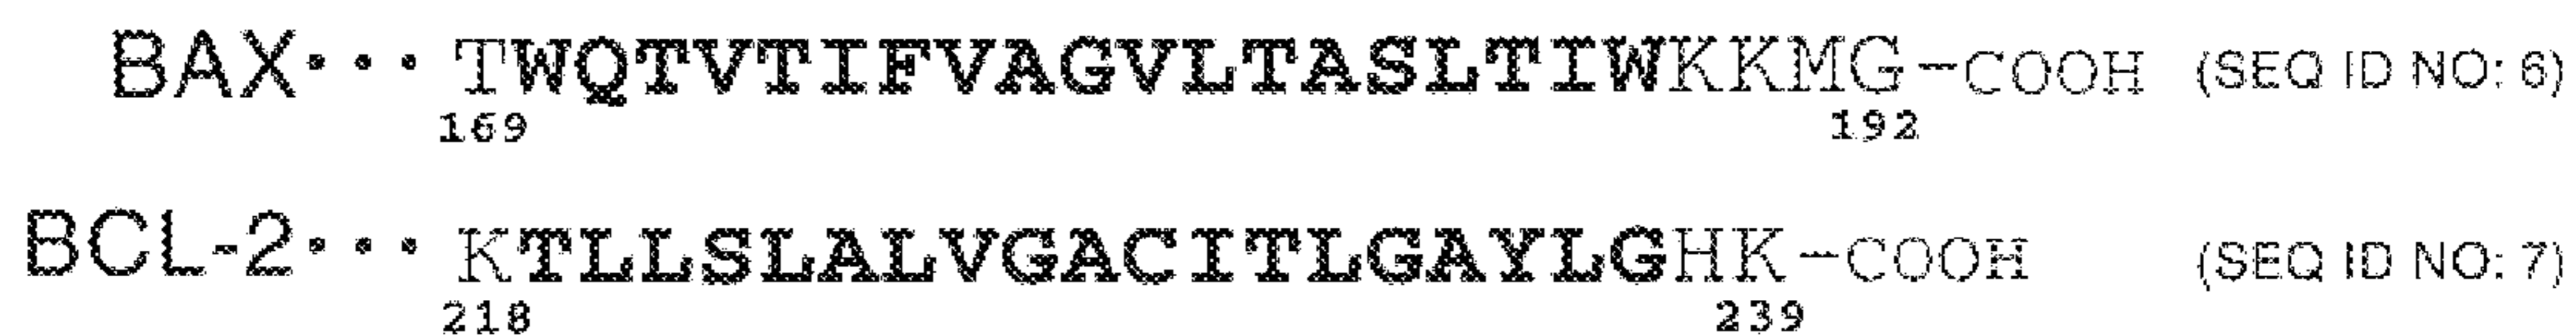 BAX··· TWQTVTIFVAGVLTASLTIWKKMG-COOH (SEQ ID NO: 6)
169 192
BCL-2··· KTLLSLALVGACITLGAYLGHK-COOH (SEQ ID NO: 7)
218 239